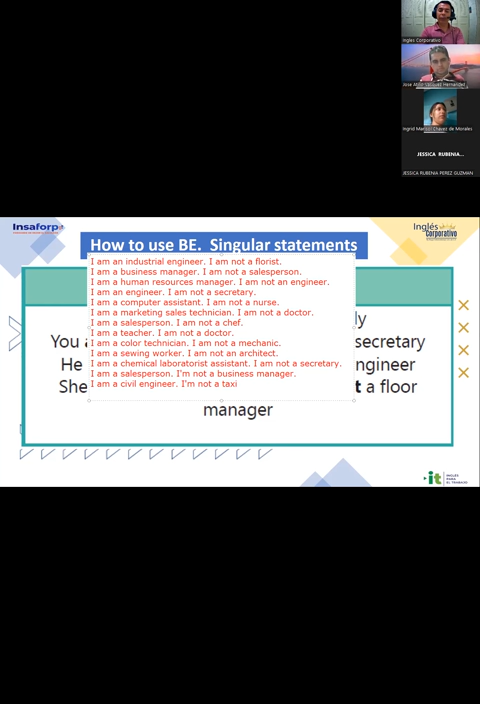 Inglés Corporativo
Ingrid Marisol Chavez de Morales
JESSICA RUBENIA...
JESSICA RUBENIA PEREZ GUZMAN
Insaforp
Inglés
Corporativo
How to use BE. Singular statements
I am an industrial engineer. I am not a florist.
I am a business manager. I am not a salesperson.
I am a human resources manager. I am not an engineer.
I am an engineer. I am not a secretary.
I am a computer assistant. I am not a nurse.
I am a marketing sales technician. I am not a doctor.
I am a salesperson. I am not a chef.
I am a teacher. I am not a doctor.
I am a color technician. I am not a mechanic.
I am a sewing worker. I am not an architect.
I am a chemical laboratorist assistant. I am not a secretary.
I am a salesperson. I'm not a business manager.
I am a civil engineer. I'm not a taxi
ly
You a secretary
He ngineer
She t a floor
manager
it INGLÉS PARA EL TRABAJO